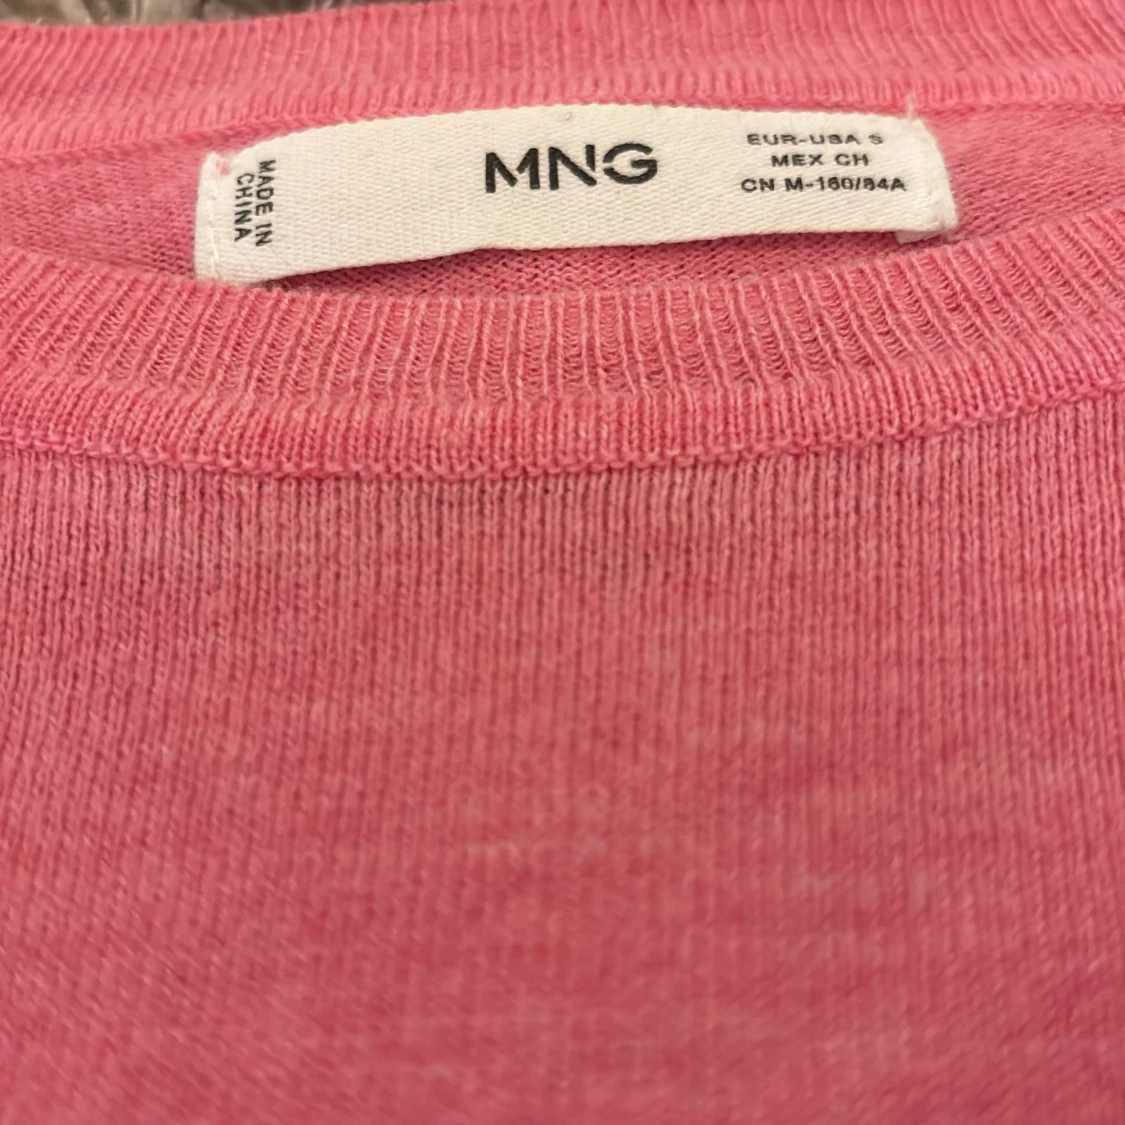 MADE IN
CHINA
MNG
EUR-USA S
MEX CH
CN M-160/84A